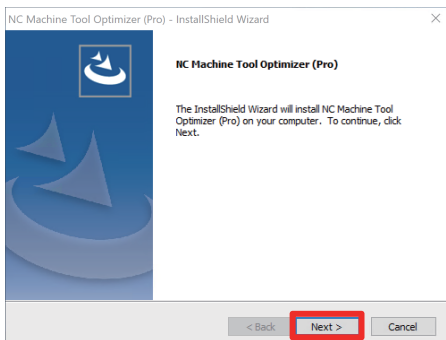 NC Machine Tool Optimizer (Pro) - InstallShield Wizard
NC Machine Tool Optimizer (Pro)
The InstallShield Wizard will install NC Machine Tool
Optimizer (Pro) on your computer. To continue, click
Next.
< Back Next > Cancel